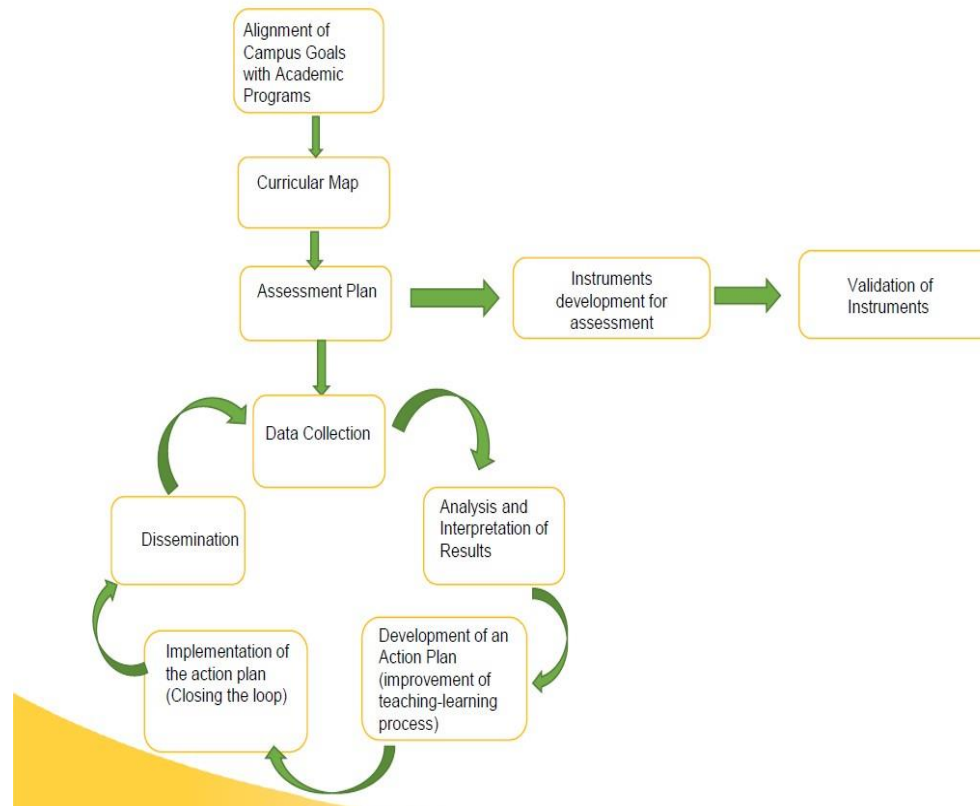 Alignment of
Campus Goals
with Academic
Programs
Curricular Map
Assessment Plan
Instruments
development for
assessment
Validation of
Instruments
Data Collection
Analysis and
Interpretation of
Results
Development of an
Action Plan
(improvement of
teaching-learning
process)
Implementation of
the action plan
(Closing the loop)
Dissemination